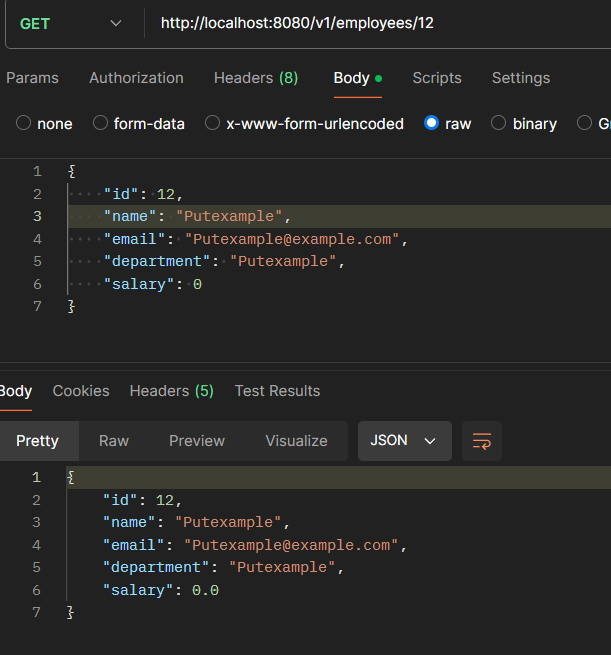 GET http://localhost:8080/v1/employees/12
Params Authorization Headers (8) Body Scripts Settings
none form-data x-www-form-urlencoded raw binary G
1 {
2 "id": 12,
3 "name": "Putexample",
4 "email": "Putexample@example.com",
5 "department": "Putexample",
6 "salary": 0
7 }
Body Cookies Headers (5) Test Results
Pretty Raw Preview Visualize JSON
1 {
2 "id": 12,
3 "name": "Putexample",
4 "email": "Putexample@example.com",
5 "department": "Putexample",
6 "salary": 0.0
7 }